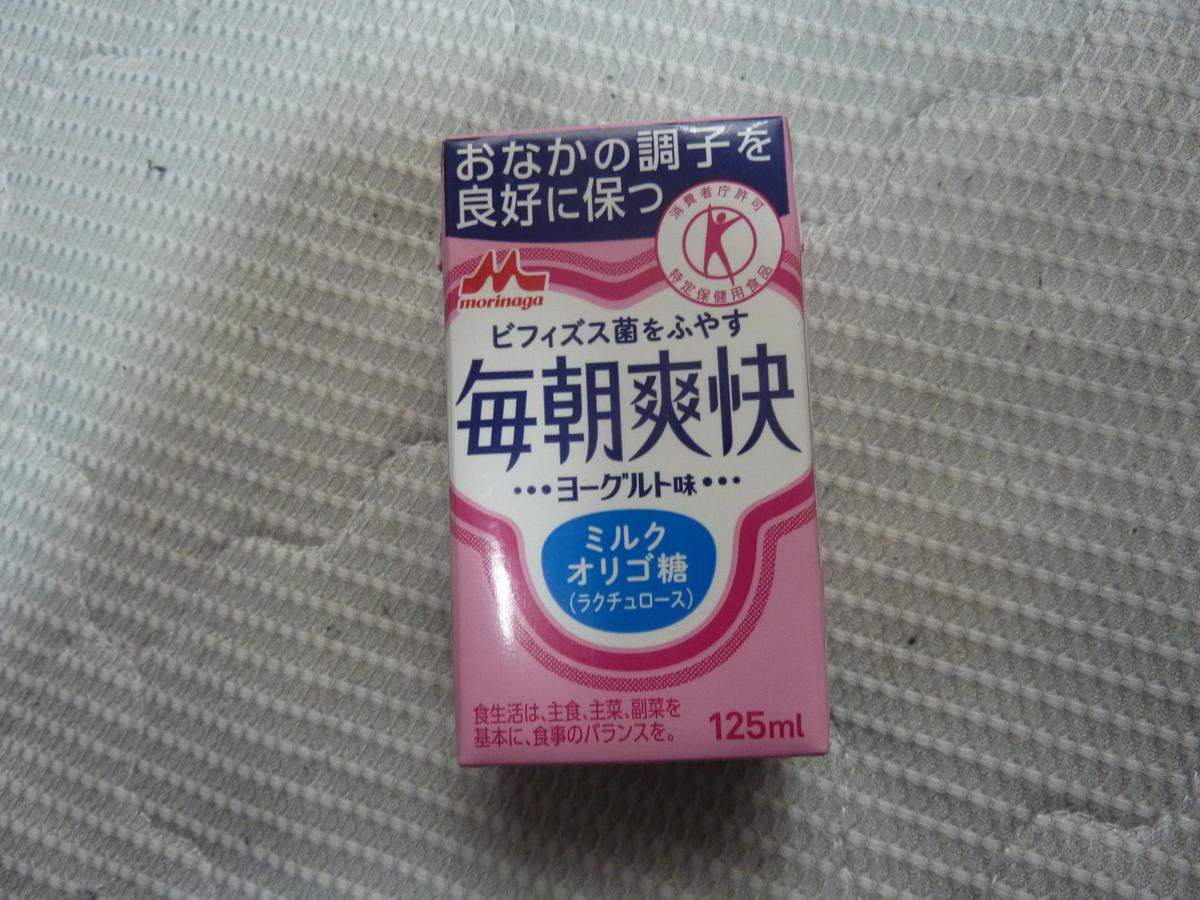 おなかの調子を
良好に保つ
消費者庁許可
特定保健用食品
morinaga
ビフィズス菌をふやす
毎朝爽快
•••ヨーグルト味•••
ミルク
オリゴ糖
(ラクチュロース)
食生活は、主食、主菜、副菜を
基本に、食事のバランスを。
125ml